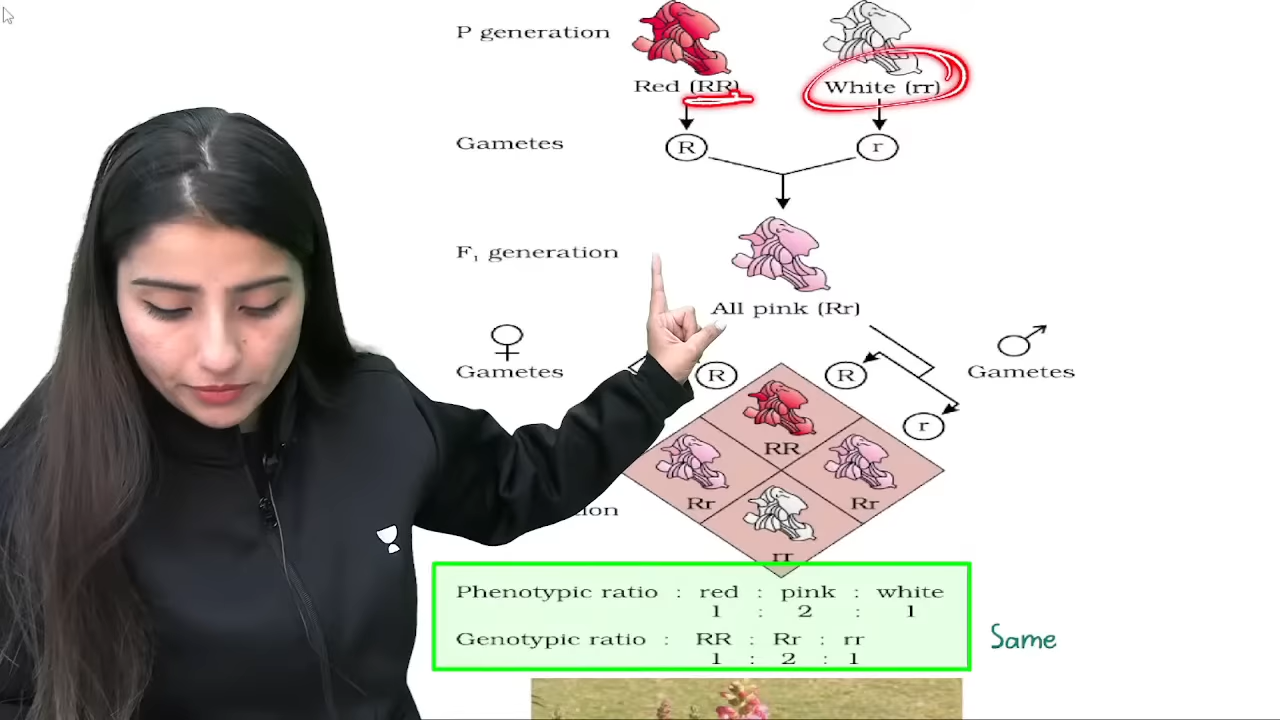 P generation
Red (RR)
White (rr)
Gametes
R
r
F₁ generation
All pink (Rr)
Gametes
R
R
Gametes
r
RR
Rr
Rr
rr
Phenotypic ratio : red : pink : white
1 : 2 : 1
Genotypic ratio : RR : Rr : rr
1 : 2 : 1
Same